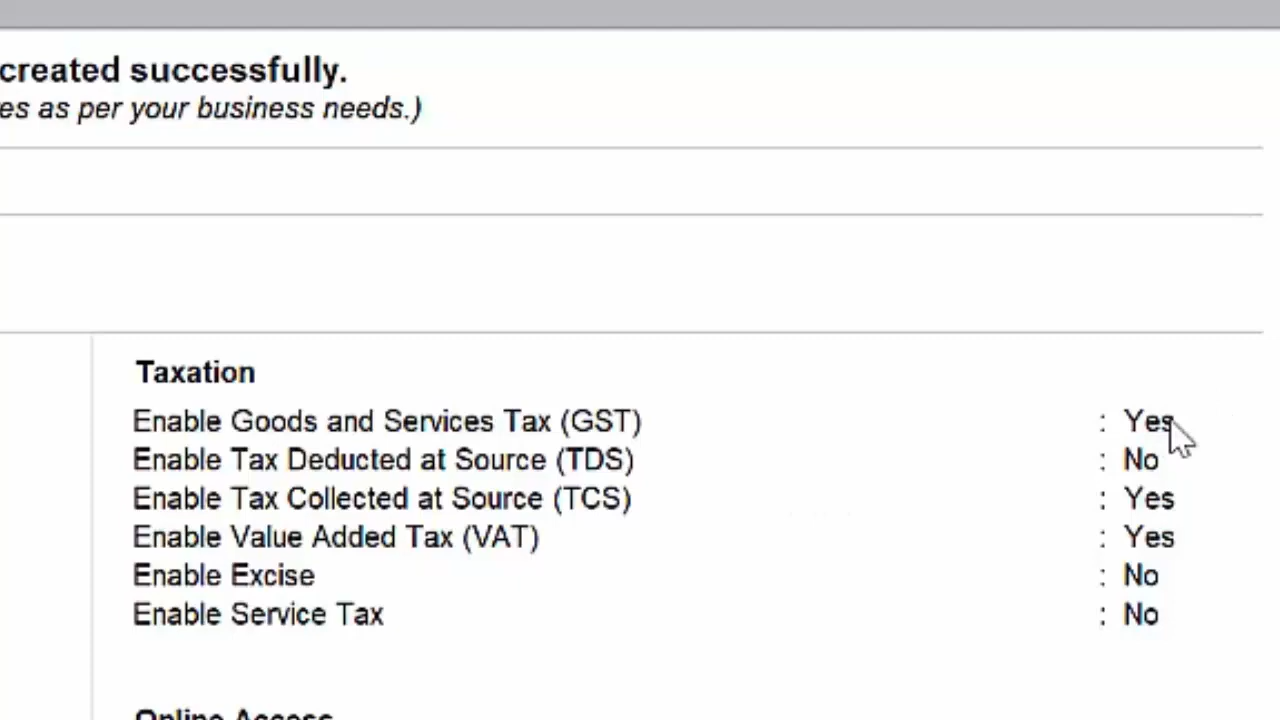 created successfully.
es as per your business needs.)
Taxation
Enable Goods and Services Tax (GST) : Yes
Enable Tax Deducted at Source (TDS) : No
Enable Tax Collected at Source (TCS) : Yes
Enable Value Added Tax (VAT) : Yes
Enable Excise : No
Enable Service Tax : No
Online Access